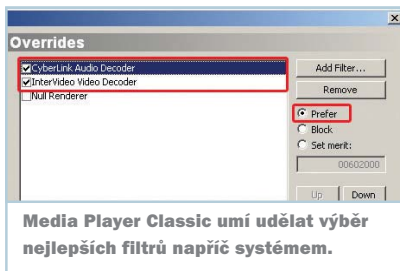 Overrides
CyberLink Audio Decoder
InterVideo Video Decoder
Null Renderer
Add Filter...
Remove
Prefer
Block
Set merit:
00602000
Up
Down
Media Player Classic umí udělat výběr
nejlepších filtrů napříč systémem.